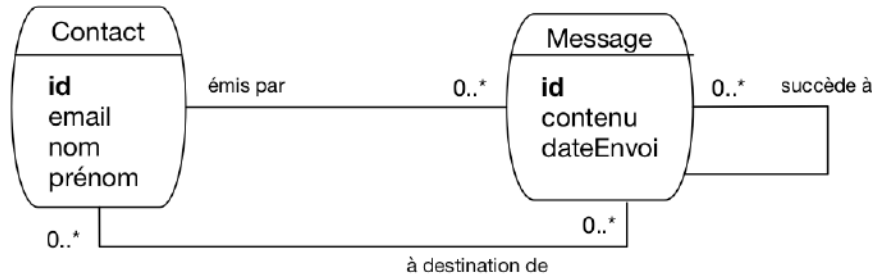 Contact
id
email
nom
prénom
émis par
0..*
Message
id
contenu
dateEnvoi
0..*
succède à
0..*
0..*
à destination de